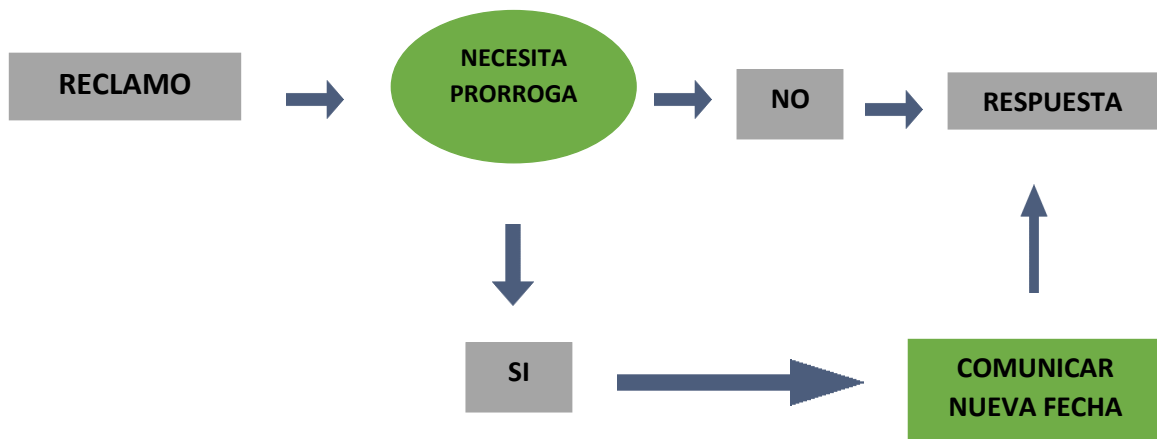 RECLAMO
NECESITA
PRORROGA
NO
RESPUESTA
SI
COMUNICAR
NUEVA FECHA